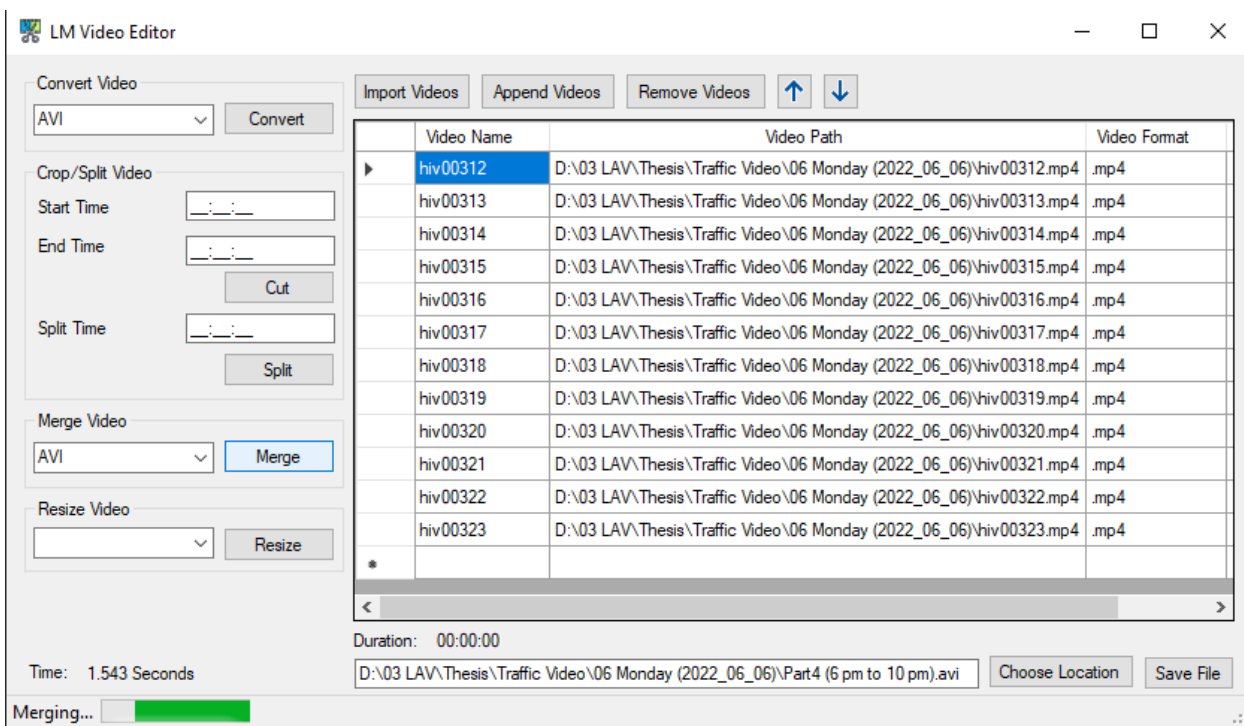 LM Video Editor
Convert Video
AVI
Convert
Crop/Split Video
Start Time
__:__:__
End Time
__:__:__
Cut
Split Time
__:__:__
Split
Merge Video
AVI
Merge
Resize Video
Resize
Time: 1.543 Seconds
Merging...
Import Videos Append Videos Remove Videos
Video Name Video Path Video Format
hiv00312 D:\03 LAV\Thesis\Traffic Video\06 Monday (2022_06_06)\hiv00312.mp4 .mp4
hiv00313 D:\03 LAV\Thesis\Traffic Video\06 Monday (2022_06_06)\hiv00313.mp4 .mp4
hiv00314 D:\03 LAV\Thesis\Traffic Video\06 Monday (2022_06_06)\hiv00314.mp4 .mp4
hiv00315 D:\03 LAV\Thesis\Traffic Video\06 Monday (2022_06_06)\hiv00315.mp4 .mp4
hiv00316 D:\03 LAV\Thesis\Traffic Video\06 Monday (2022_06_06)\hiv00316.mp4 .mp4
hiv00317 D:\03 LAV\Thesis\Traffic Video\06 Monday (2022_06_06)\hiv00317.mp4 .mp4
hiv00318 D:\03 LAV\Thesis\Traffic Video\06 Monday (2022_06_06)\hiv00318.mp4 .mp4
hiv00319 D:\03 LAV\Thesis\Traffic Video\06 Monday (2022_06_06)\hiv00319.mp4 .mp4
hiv00320 D:\03 LAV\Thesis\Traffic Video\06 Monday (2022_06_06)\hiv00320.mp4 .mp4
hiv00321 D:\03 LAV\Thesis\Traffic Video\06 Monday (2022_06_06)\hiv00321.mp4 .mp4
hiv00322 D:\03 LAV\Thesis\Traffic Video\06 Monday (2022_06_06)\hiv00322.mp4 .mp4
hiv00323 D:\03 LAV\Thesis\Traffic Video\06 Monday (2022_06_06)\hiv00323.mp4 .mp4
Duration: 00:00:00
D:\03 LAV\Thesis\Traffic Video\06 Monday (2022_06_06)\Part4 (6 pm to 10 pm).avi Choose Location Save File